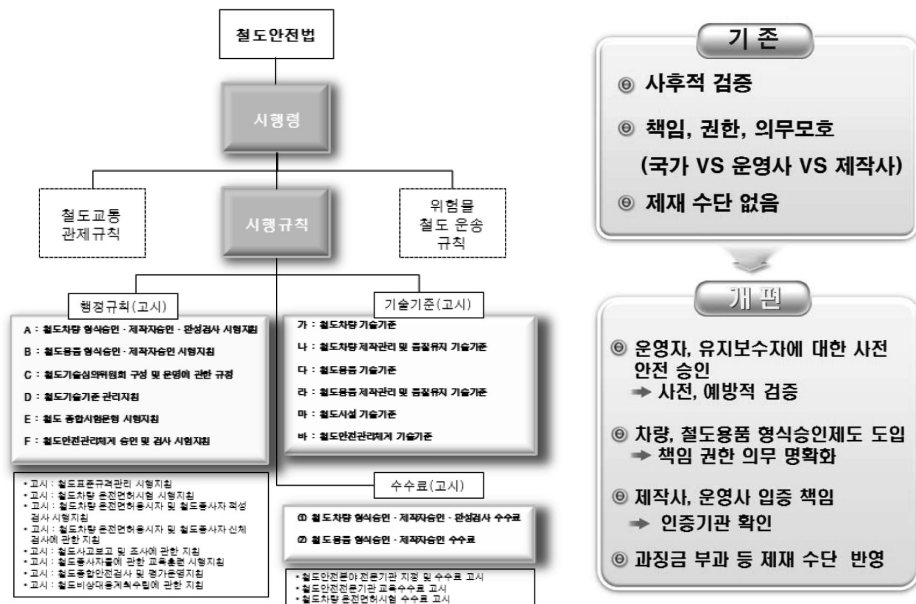 철도안전법
시행령
철도교통
관제규칙
시행규칙
위험물
철도 운송
규칙
행정규칙(고시)
A : 철도차량 형식승인 · 제작자승인 · 완성검사 시행지침
B : 철도용품 형식승인 · 제작자승인 시행지침
C : 철도기술심의위원회 구성 및 운영에 관한 규정
D : 철도기술기준 관리지침
E : 철도 종합시험운행 시행지침
F : 철도안전관리체계 승인 및 검사 시행지침
• 고시 : 철도표준규격관리 시행지침
• 고시 : 철도차량 운전면허시험 시행지침
• 고시 : 철도차량 운전면허응시자 및 철도종사자 적성
검사 시행지침
• 고시 : 철도차량 운전면허응시자 및 철도종사자 신체
검사에 관한 지침
• 고시 : 철도사고보고 및 조사에 관한 지침
• 고시 : 철도종사자들에 관한 교육훈련 시행지침
• 고시 : 철도종합안전검사 및 평가운영지침
• 고시 : 철도비상대응계획수립에 관한 지침
기술기준(고시)
가 : 철도차량 기술기준
나 : 철도차량 제작관리 및 품질유지 기술기준
다 : 철도용품 기술기준
라 : 철도용품 제작관리 및 품질유지 기술기준
마 : 철도시설 기술기준
바 : 철도안전관리체계 기술기준
수수료(고시)
① 철도차량 형식승인 · 제작자승인 · 완성검사 수수료
② 철도용품 형식승인 · 제작자승인 수수료
• 철도안전분야 전문기관 지정 및 수수료 고시
• 철도안전전문기관 교육수수료 고시
• 철도차량 운전면허시험 수수료 고시
기 존
사후적 검증
책임, 권한, 의무모호
(국가 VS 운영사 VS 제작사)
제재 수단 없음
개 편
운영자, 유지보수자에 대한 사전
안전 승인
➡ 사전, 예방적 검증
차량, 철도용품 형식승인제도 도입
➡ 책임 권한 의무 명확화
제작사, 운영사 입증 책임
➡ 인증기관 확인
과징금 부과 등 제재 수단 반영